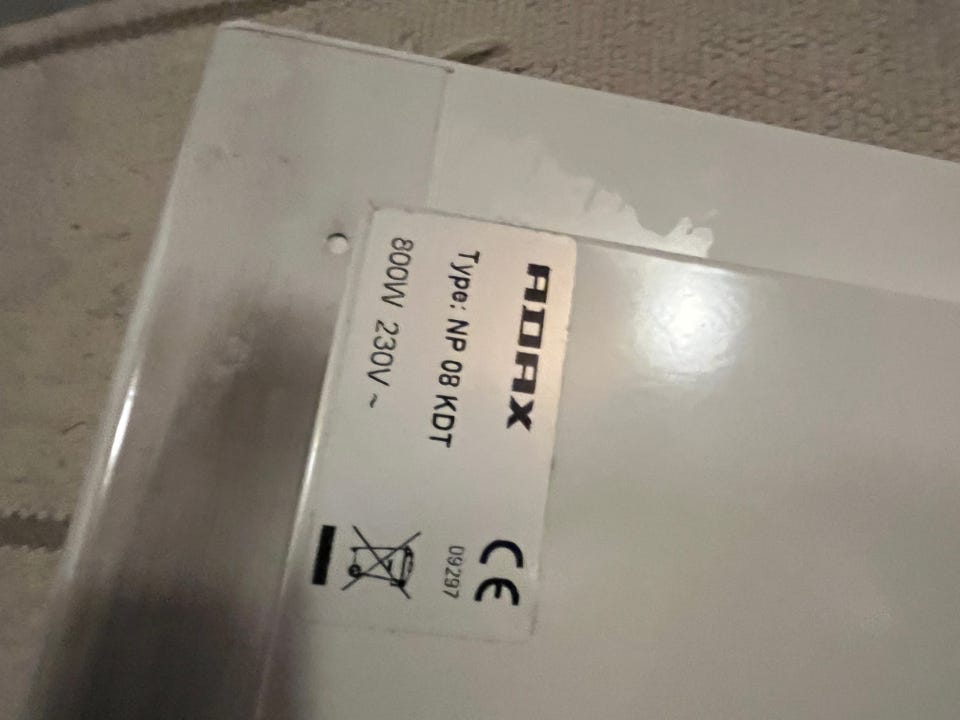 ADAX
Type: NP 08 KDT
800W 230V ~
CE
09297